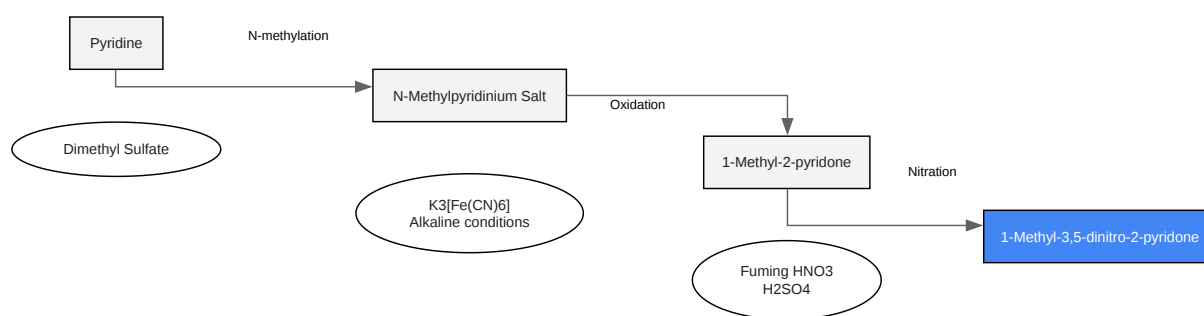 Pyridine
N-methylation
N-Methylpyridinium Salt
Oxidation
Dimethyl Sulfate
1-Methyl-2-pyridone
Nitration
K3[Fe(CN)6]
Alkaline conditions
1-Methyl-3,5-dinitro-2-pyridone
Fuming HNO3
H2SO4